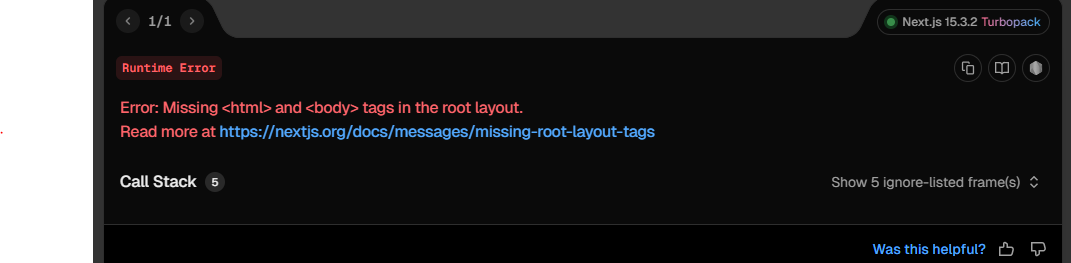 1/1
Next.js 15.3.2 Turbopack
Runtime Error
Error: Missing <html> and <body> tags in the root layout.
Read more at https://nextjs.org/docs/messages/missing-root-layout-tags
Call Stack 5
Show 5 ignore-listed frame(s)
Was this helpful?